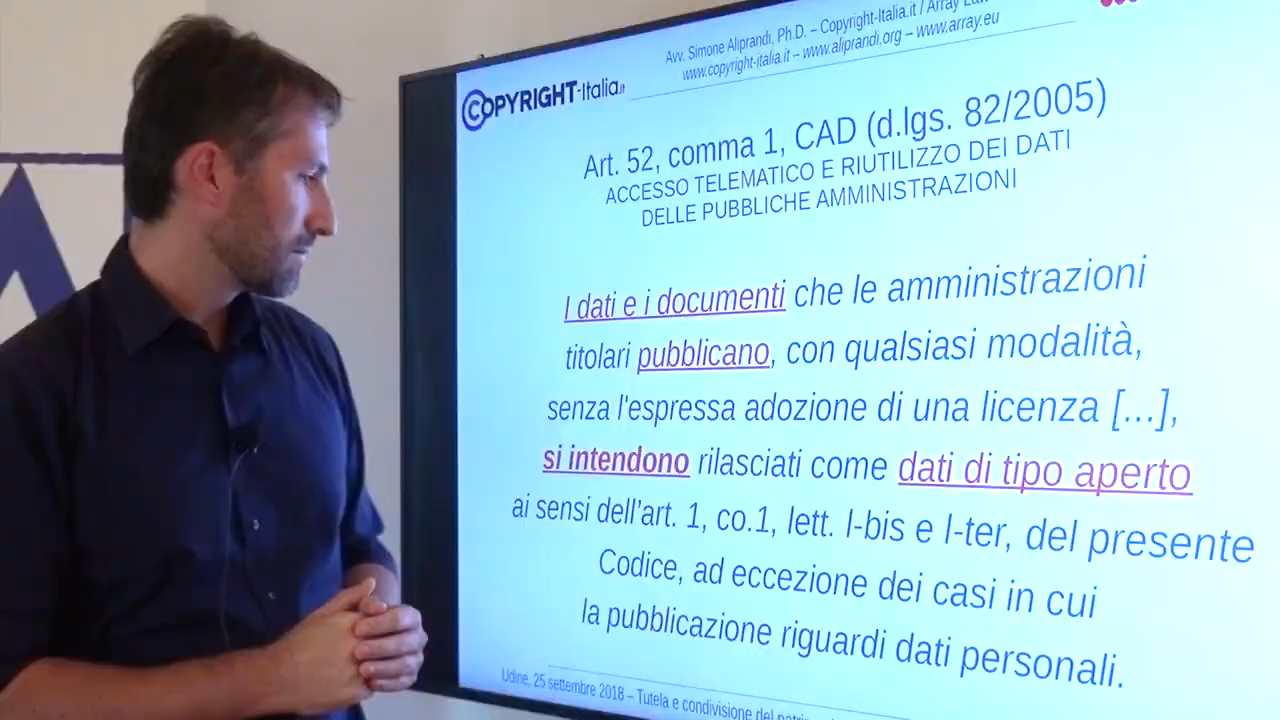 Avv. Simone Aliprandi, Ph.D. – Copyright-Italia.it / Array
www.copyright-italia.it – www.aliprandi.org – www.array.eu
COPYRIGHT-Italia.it
Art. 52, comma 1, CAD (d.lgs. 82/2005)
ACCESSO TELEMATICO E RIUTILIZZO DEI DATI
DELLE PUBBLICHE AMMINISTRAZIONI
I dati e i documenti che le amministrazioni
titolari pubblicano, con qualsiasi modalità,
senza l'espressa adozione di una licenza [...],
si intendono rilasciati come dati di tipo aperto
ai sensi dell'art. 1, co.1, lett. l-bis e l-ter, del presente
Codice, ad eccezione dei casi in cui
la pubblicazione riguardi dati personali.
Udine, 25 settembre 2018 – Tutela e condivisione del